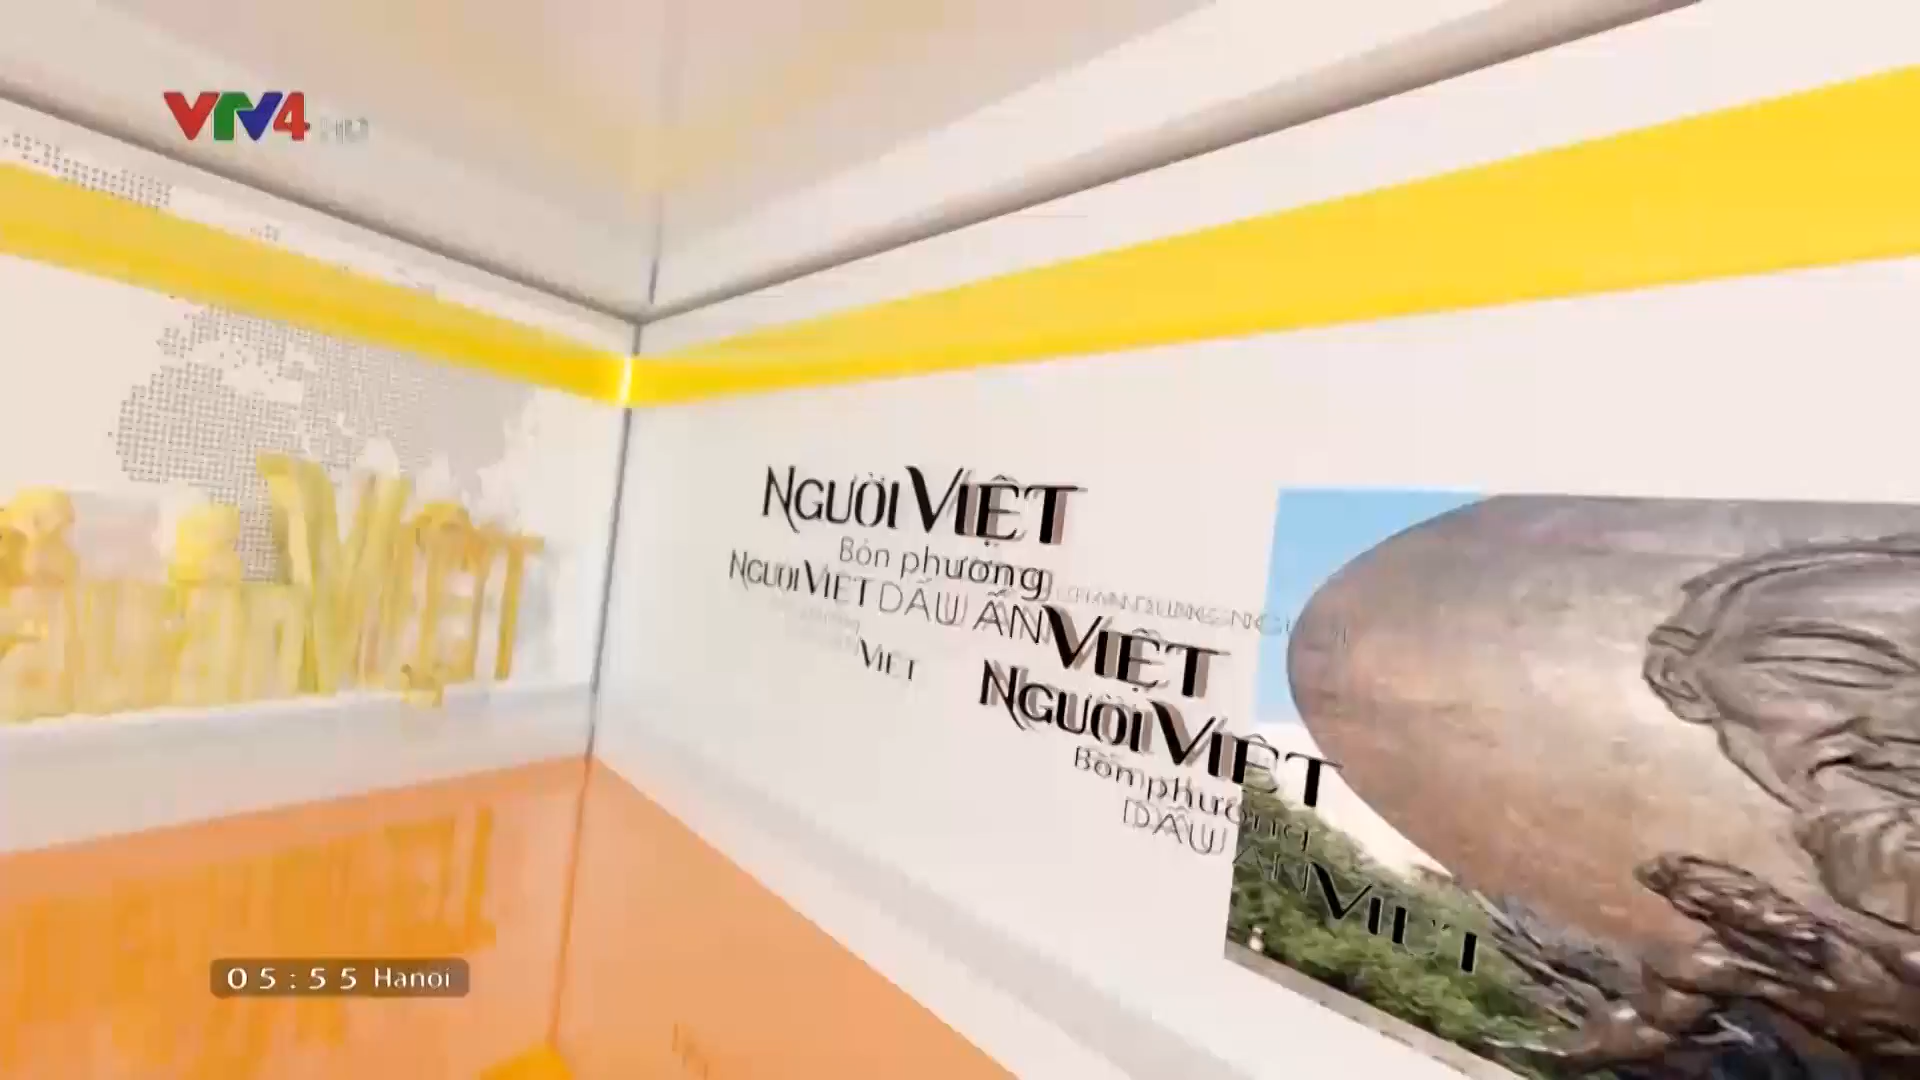 VTV4 HD
NGƯỜI VIỆT
Bốn phương
NGƯỜI VIỆT DẤU ẤN VIỆT
VIỆT
NGƯỜI VIỆT
Bốn phương
DẤU ẤN VIỆT
VIỆT
05:55 Hanoi